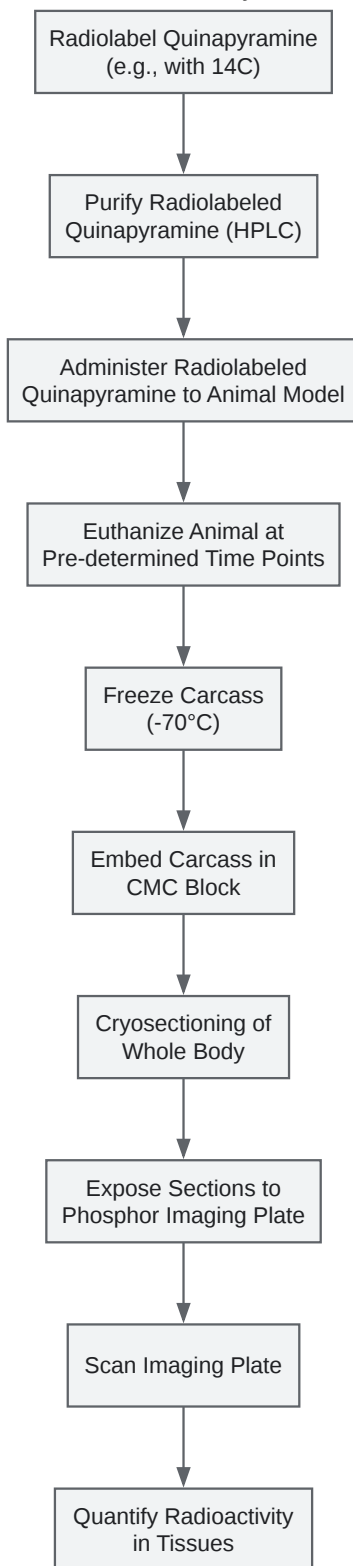 Radiolabel Quinapyramine
(e.g., with 14C)
Purify Radiolabeled
Quinapyramine (HPLC)
Administer Radiolabeled
Quinapyramine to Animal Model
Euthanize Animal at
Pre-determined Time Points
Freeze Carcass
(-70°C)
Embed Carcass in
CMC Block
Cryosectioning of
Whole Body
Expose Sections to
Phosphor Imaging Plate
Scan Imaging Plate
Quantify Radioactivity
in Tissues